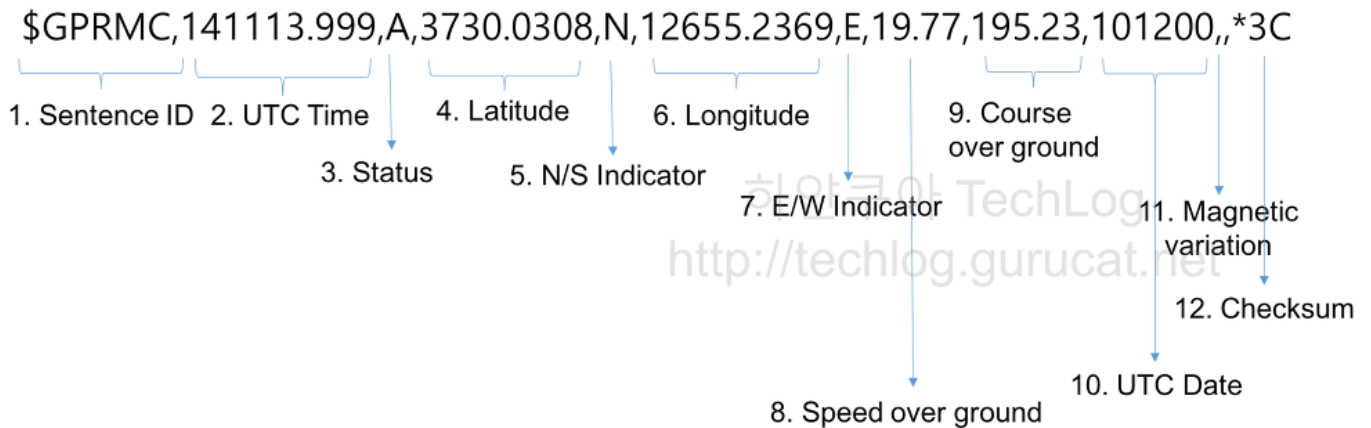 $GPRMC,141113.999,A,3730.0308,N,12655.2369,E,19.77,195.23,101200,,*3C
1. Sentence ID
2. UTC Time
3. Status
4. Latitude
5. N/S Indicator
6. Longitude
7. E/W Indicator
8. Speed over ground
9. Course
over ground
10. UTC Date
11. Magnetic
variation
12. Checksum
하얀쿠아 TechLog
http://techlog.gurucat.net